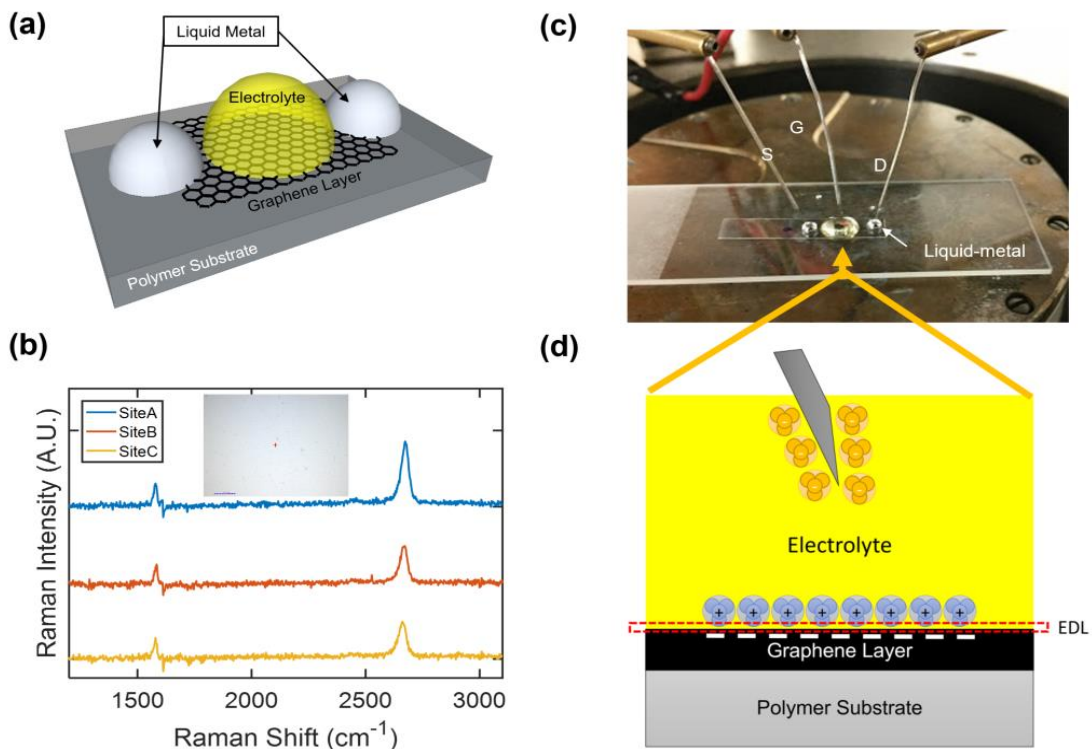 (a)
Liquid Metal
Electrolyte
Graphene Layer
Polymer Substrate
(b)
SiteA
SiteB
SiteC
Raman Intensity (A.U.)
1500 2000 2500 3000
Raman Shift (cm⁻¹)
(c)
G
S
D
Liquid-metal
(d)
Electrolyte
+ + + + + + + +
EDL
Graphene Layer
Polymer Substrate